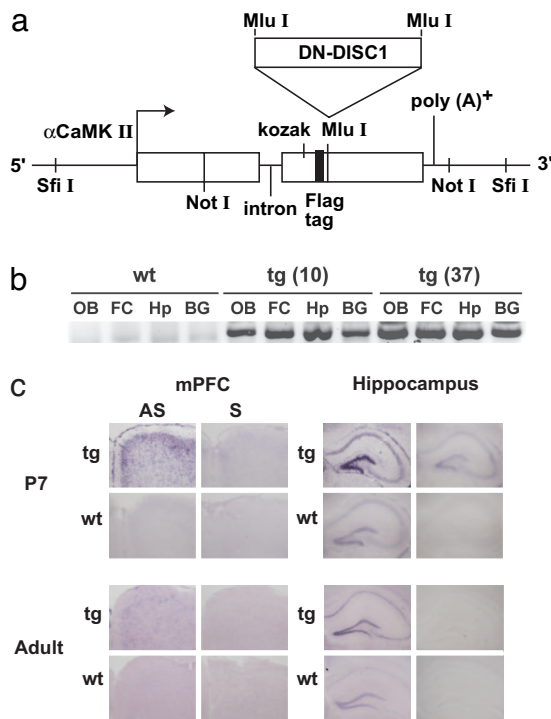 a
Mlu I Mlu I
DN-DISC1
αCaMK II kozak Mlu I poly (A)+
5' 3'
Sfi I Not I intron Flag tag Not I Sfi I
b
wt tg (10) tg (37)
OB FC Hp BG OB FC Hp BG OB FC Hp BG
c
mPFC Hippocampus
AS S
P7
tg tg
wt wt
Adult
tg tg
wt wt